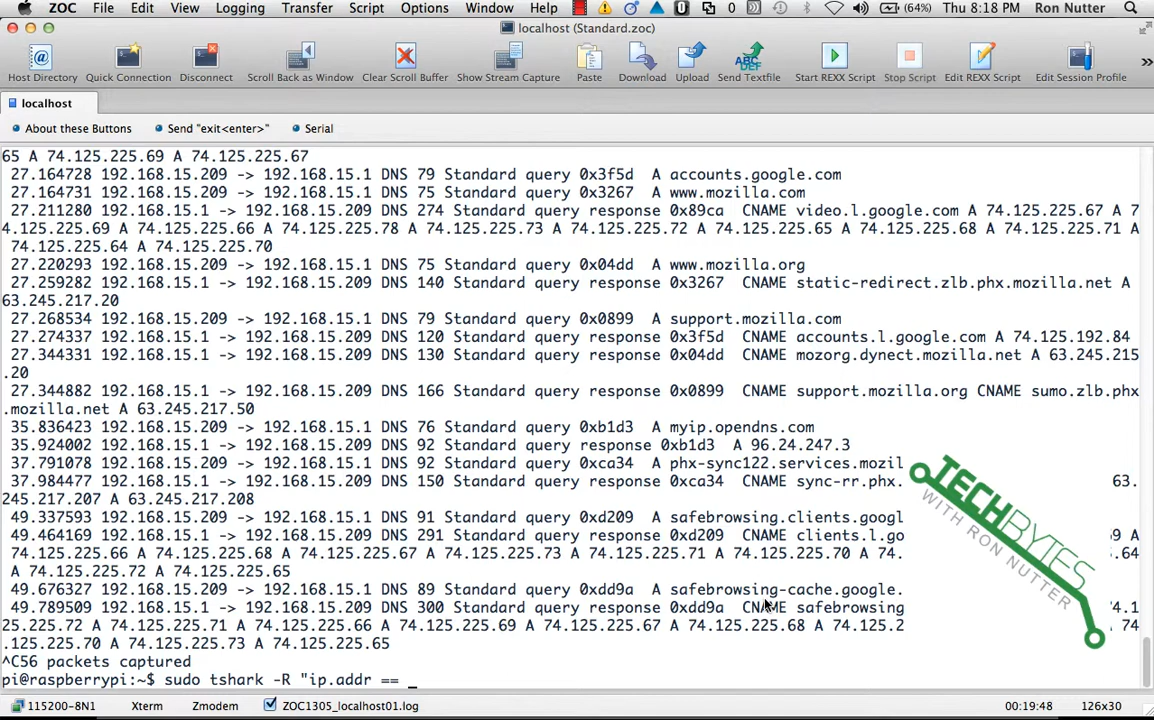 ZOC File Edit View Logging Transfer Script Options Window Help 0 (64%) Thu 8:18 PM Ron Nutter
localhost (Standard.zoc)
Host Directory Quick Connection Disconnect Scroll Back as Window Clear Scroll Buffer Show Stream Capture Paste Download Upload Send Textfile Start REXX Script Stop Script Edit REXX Script Edit Session Profile
localhost
About these Buttons Send "exit<enter>" Serial
65 A 74.125.225.69 A 74.125.225.67
27.164728 192.168.15.209 -> 192.168.15.1 DNS 79 Standard query 0x3f5d A accounts.google.com
27.164731 192.168.15.209 -> 192.168.15.1 DNS 75 Standard query 0x3267 A www.mozilla.com
27.211280 192.168.15.1 -> 192.168.15.209 DNS 274 Standard query response 0x89ca CNAME video.l.google.com A 74.125.225.67 A 7
4.125.225.69 A 74.125.225.66 A 74.125.225.78 A 74.125.225.73 A 74.125.225.72 A 74.125.225.65 A 74.125.225.68 A 74.125.225.71 A
74.125.225.64 A 74.125.225.70
27.220293 192.168.15.209 -> 192.168.15.1 DNS 75 Standard query 0x04dd A www.mozilla.org
27.259282 192.168.15.1 -> 192.168.15.209 DNS 140 Standard query response 0x3267 CNAME static-redirect.zlb.phx.mozilla.net A
63.245.217.20
27.268534 192.168.15.209 -> 192.168.15.1 DNS 79 Standard query 0x0899 A support.mozilla.com
27.274337 192.168.15.1 -> 192.168.15.209 DNS 120 Standard query response 0x3f5d CNAME accounts.l.google.com A 74.125.192.84
27.344331 192.168.15.1 -> 192.168.15.209 DNS 130 Standard query response 0x04dd CNAME mozorg.dynect.mozilla.net A 63.245.215
.20
27.344882 192.168.15.1 -> 192.168.15.209 DNS 166 Standard query response 0x0899 CNAME support.mozilla.org CNAME sumo.zlb.phx
.mozilla.net A 63.245.217.50
35.836423 192.168.15.209 -> 192.168.15.1 DNS 76 Standard query 0xb1d3 A myip.opendns.com
35.924002 192.168.15.1 -> 192.168.15.209 DNS 92 Standard query response 0xb1d3 A 96.24.247.3
37.791078 192.168.15.209 -> 192.168.15.1 DNS 92 Standard query 0xca34 A phx-sync122.services.mozil
37.984477 192.168.15.1 -> 192.168.15.209 DNS 150 Standard query response 0xca34 CNAME sync-rr.phx. 63.
245.217.207 A 63.245.217.208
49.337593 192.168.15.209 -> 192.168.15.1 DNS 91 Standard query 0xd209 A safebrowsing.clients.googl
49.464169 192.168.15.1 -> 192.168.15.209 DNS 291 Standard query response 0xd209 CNAME clients.l.go 69 A
74.125.225.66 A 74.125.225.68 A 74.125.225.67 A 74.125.225.73 A 74.125.225.71 A 74.125.225.70 A 74. .64
A 74.125.225.72 A 74.125.225.65
49.676327 192.168.15.209 -> 192.168.15.1 DNS 89 Standard query 0xdd9a A safebrowsing-cache.google.
49.789509 192.168.15.1 -> 192.168.15.209 DNS 300 Standard query response 0xdd9a CNAME safebrowsing 74.1
25.225.72 A 74.125.225.71 A 74.125.225.66 A 74.125.225.69 A 74.125.225.67 A 74.125.225.68 A 74.125.2 74
.125.225.70 A 74.125.225.73 A 74.125.225.65
^C56 packets captured
pi@raspberrypi:~$ sudo tshark -R "ip.addr == _
TECHBYTES
WITH RON NUTTER
115200-8N1 Xterm Zmodem ZOC1305_localhost01.log 00:19:48 126x30